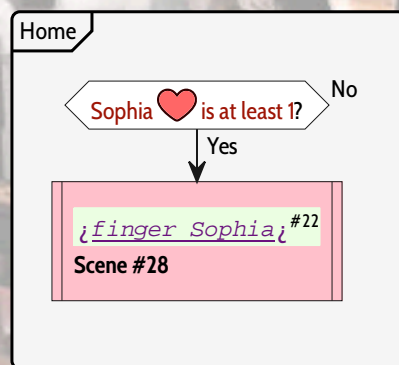 Home
Sophia is at least 1?
No
Yes
¿finger Sophia¿#22
Scene #28